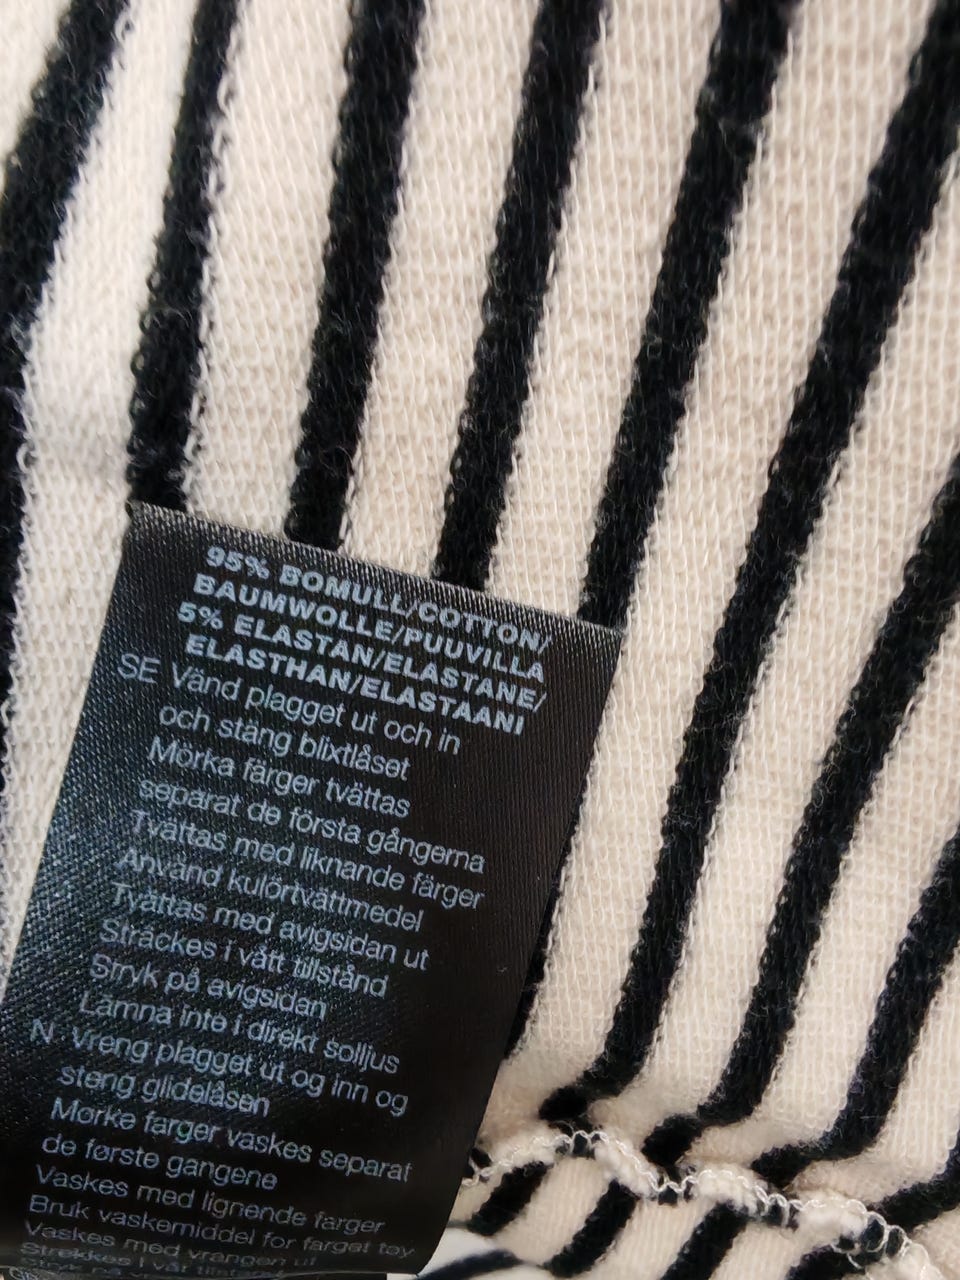 95% BOMULL/COTTON/
BAUMWOLLE/PUUVILLA
5% ELASTAN/ELASTANE/
ELASTHAN/ELASTAANI
SE Vänd plagget ut och in
och stäng blixtlåset
Mörka färger tvättas
separat de första gångerna
Tvättas med liknande färger
Använd kulörtvättmedel
Tvättas med avigsidan ut
Sträckes i vått tillstånd
Stryk på avigsidan
Lämna inte i direkt solljus
N Vreng plagget ut og inn og
steng glidelåsen
Mørke farger vaskes separat
de første gangene
Vaskes med lignende farger
Bruk vaskemiddel for farget tøy
Vaskes med vrangen ut
Strekkes i våt